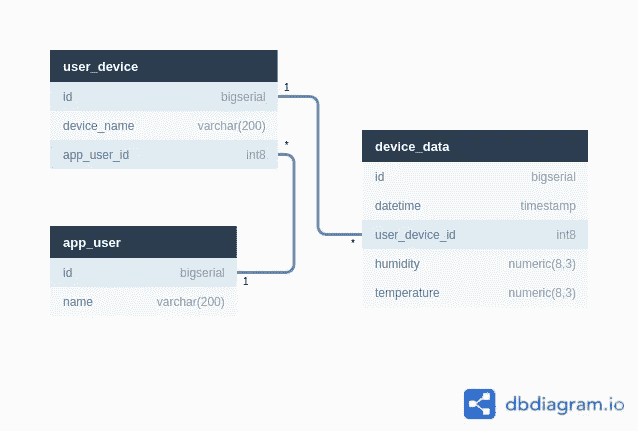 user_device
id bigserial
device_name varchar(200)
app_user_id int8
1
*
device_data
id bigserial
datetime timestamp
user_device_id int8
humidity numeric(8,3)
temperature numeric(8,3)
*
app_user
id bigserial
name varchar(200)
1
dbdiagram.io